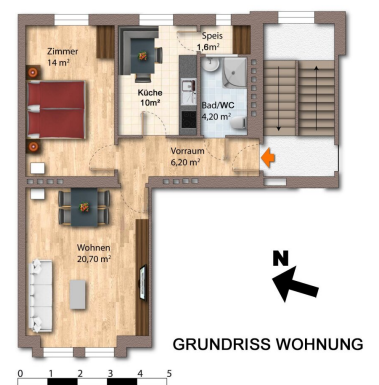 Speis
1,6m²
Zimmer
14 m²
Küche
10m²
Bad/WC
4,20 m²
Vorraum
6,20 m²
Wohnen
20,70 m²
N
GRUNDRISS WOHNUNG
0 1 2 3 4 5